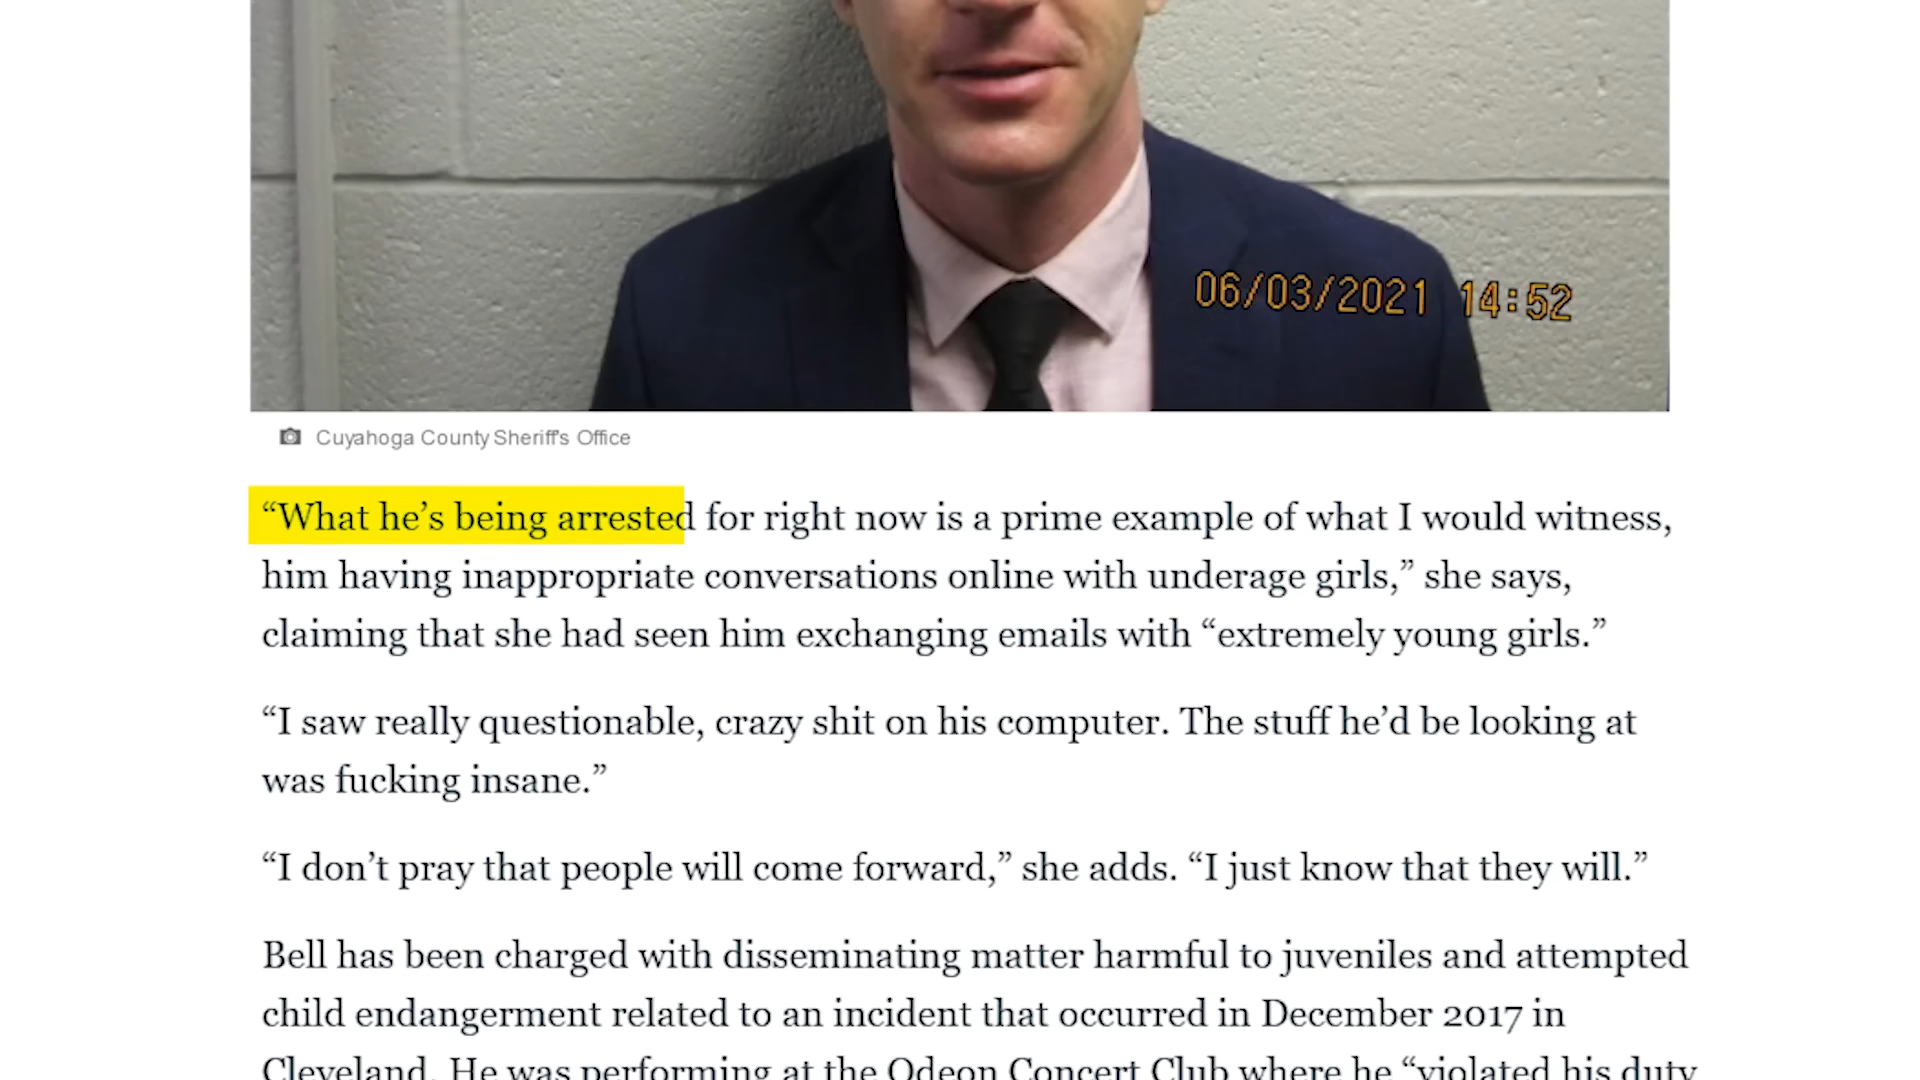 06/03/2021 14:52
Cuyahoga County Sheriff's Office
“What he’s being arrested for right now is a prime example of what I would witness,
him having inappropriate conversations online with underage girls,” she says,
claiming that she had seen him exchanging emails with “extremely young girls.”
“I saw really questionable, crazy shit on his computer. The stuff he’d be looking at
was fucking insane.”
“I don’t pray that people will come forward,” she adds. “I just know that they will.”
Bell has been charged with disseminating matter harmful to juveniles and attempted
child endangerment related to an incident that occurred in December 2017 in
Cleveland. He was performing at the Odeon Concert Club where he “violated his duty